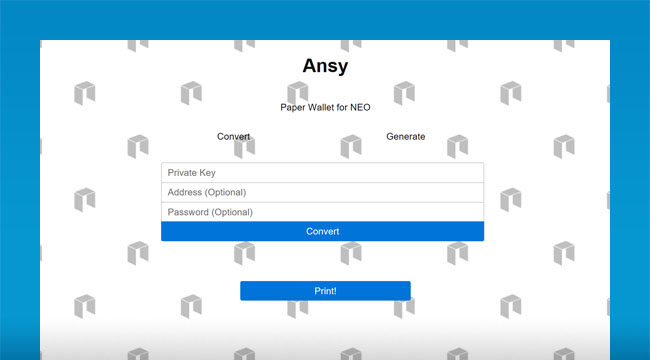 Ansy
Paper Wallet for NEO
Convert Generate
Private Key
Address (Optional)
Password (Optional)
Convert
Print!